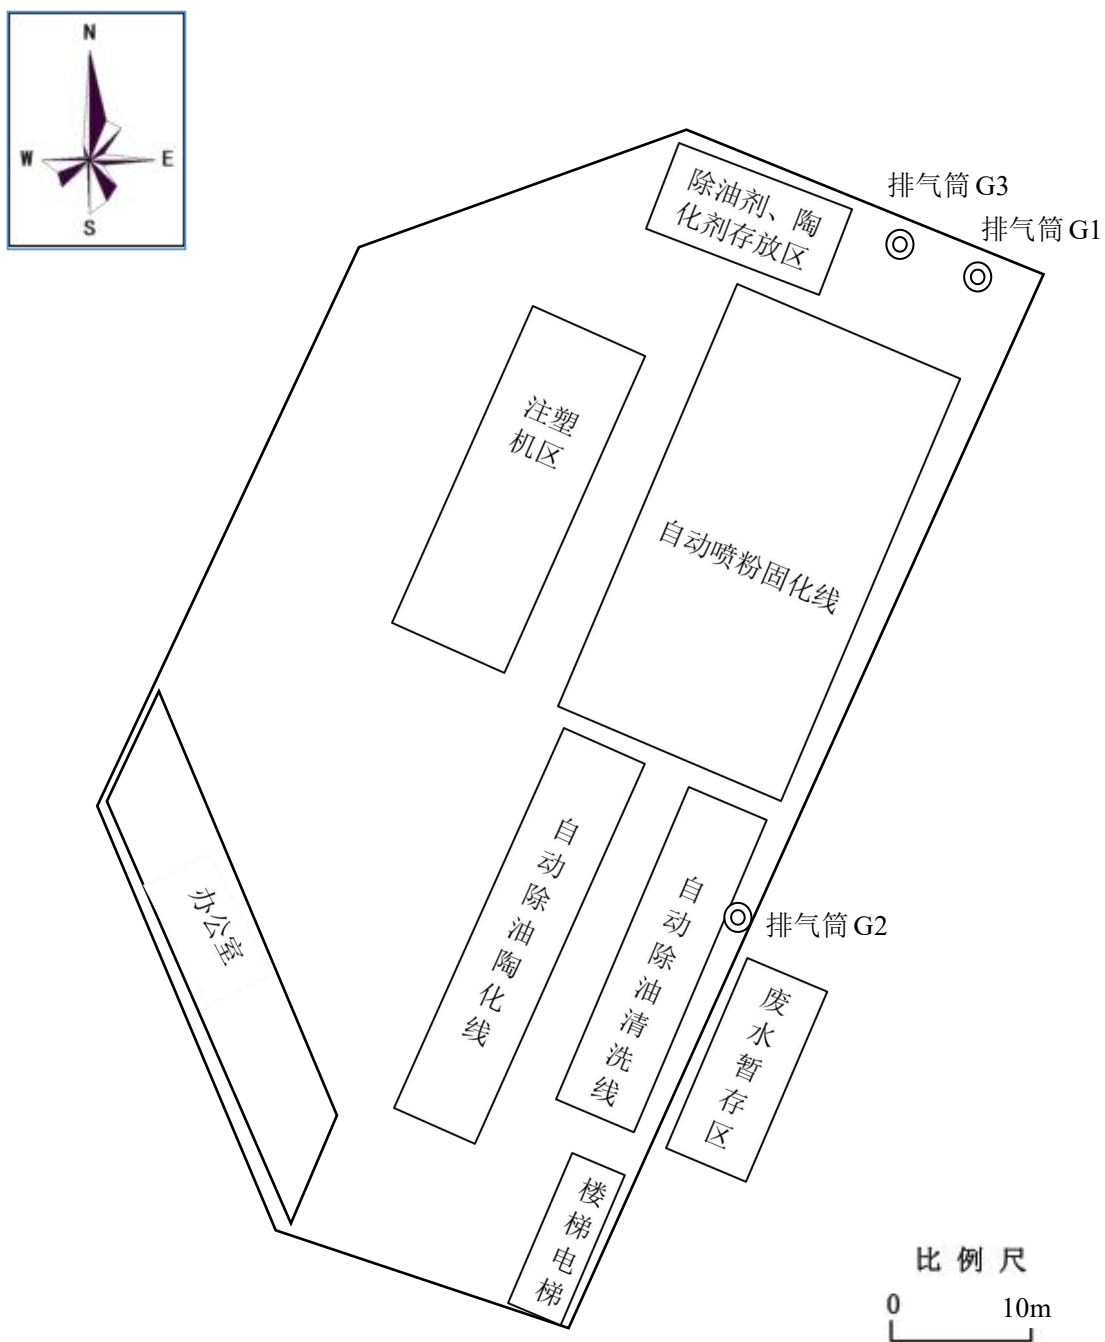 N
W
E
S
排气筒 G3
排气筒 G1
除油剂、陶
化剂存放区
注塑
机区
自动喷粉固化线
自动除油陶化线
自动除油清洗线
排气筒 G2
办公室
废水暂存区
楼梯电梯
比例尺
0
10m